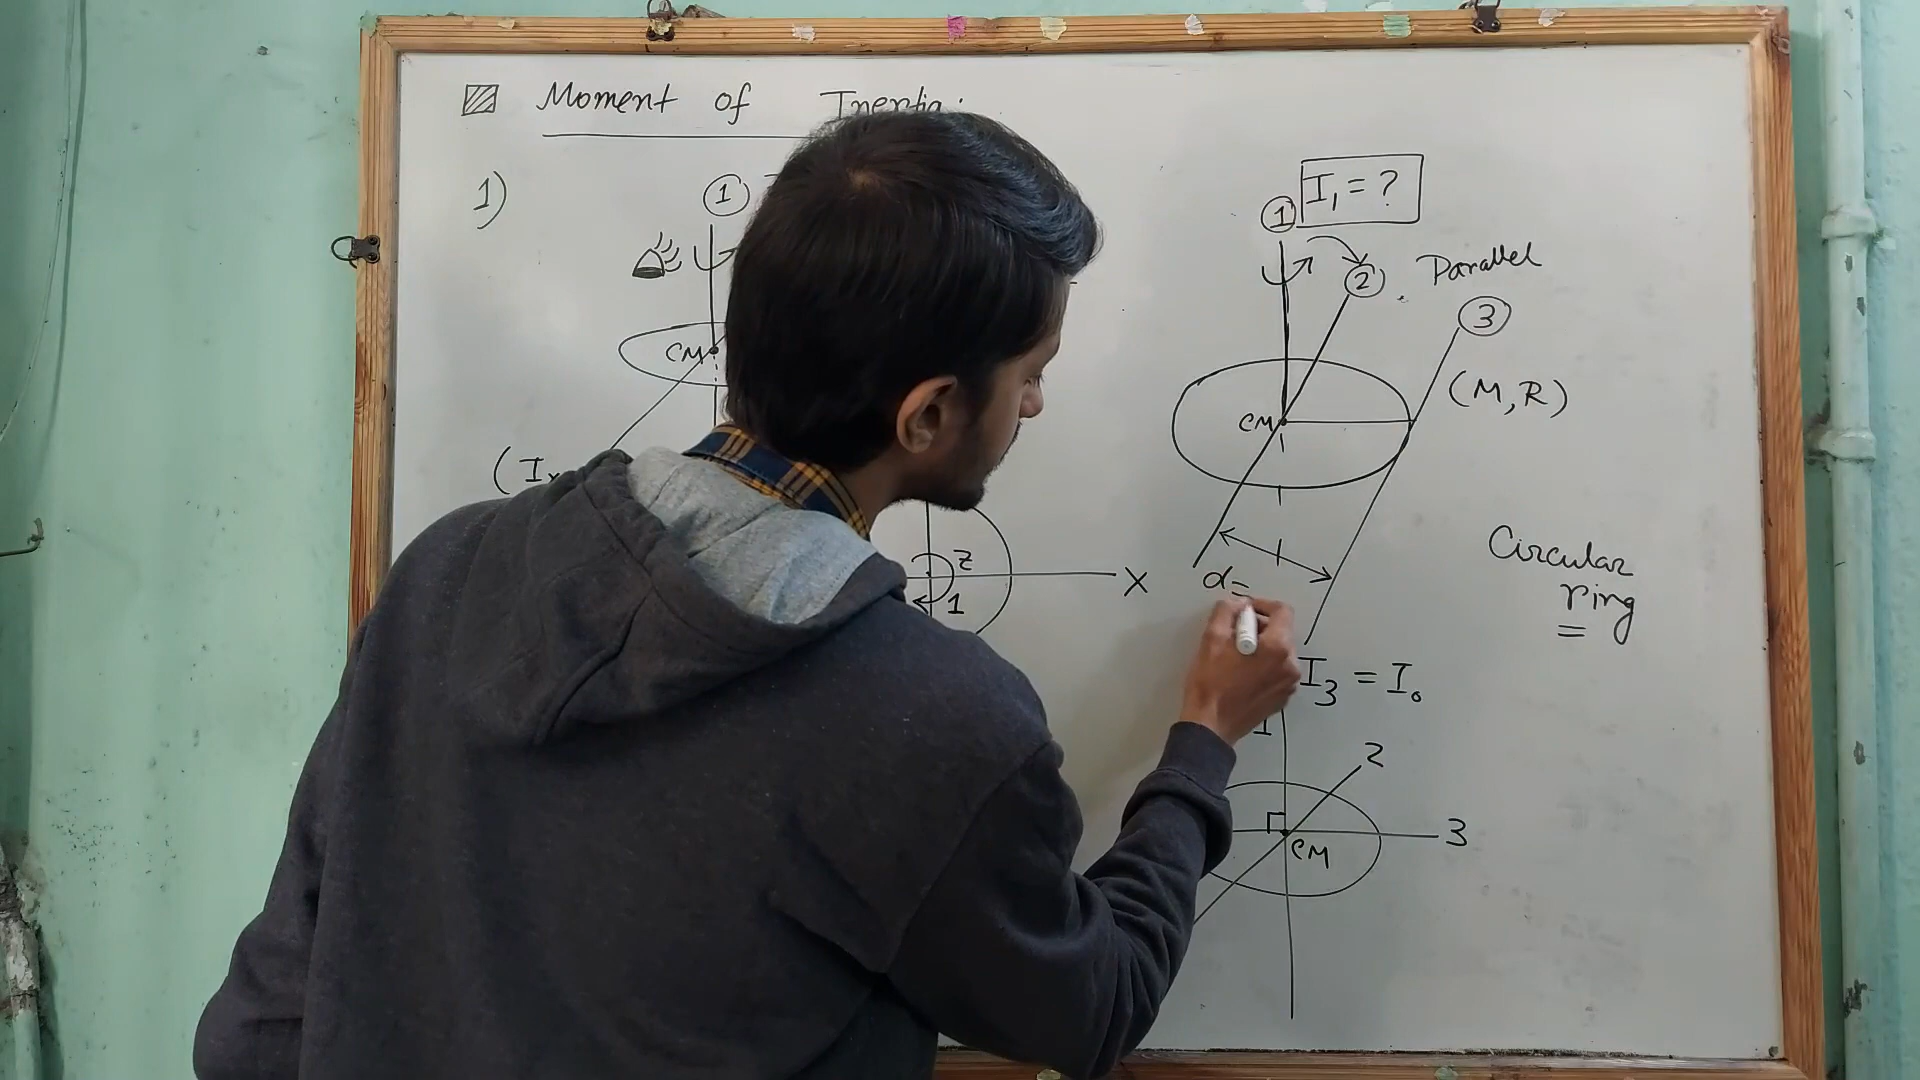 Moment of Inertia.
1)
1
CM
(Ix
X
Z
1
1
I₁ = ?
2
Parallel
3
(M, R)
CM
d =
Circular
ring
=
I₃ = I₀
1
2
3
CM